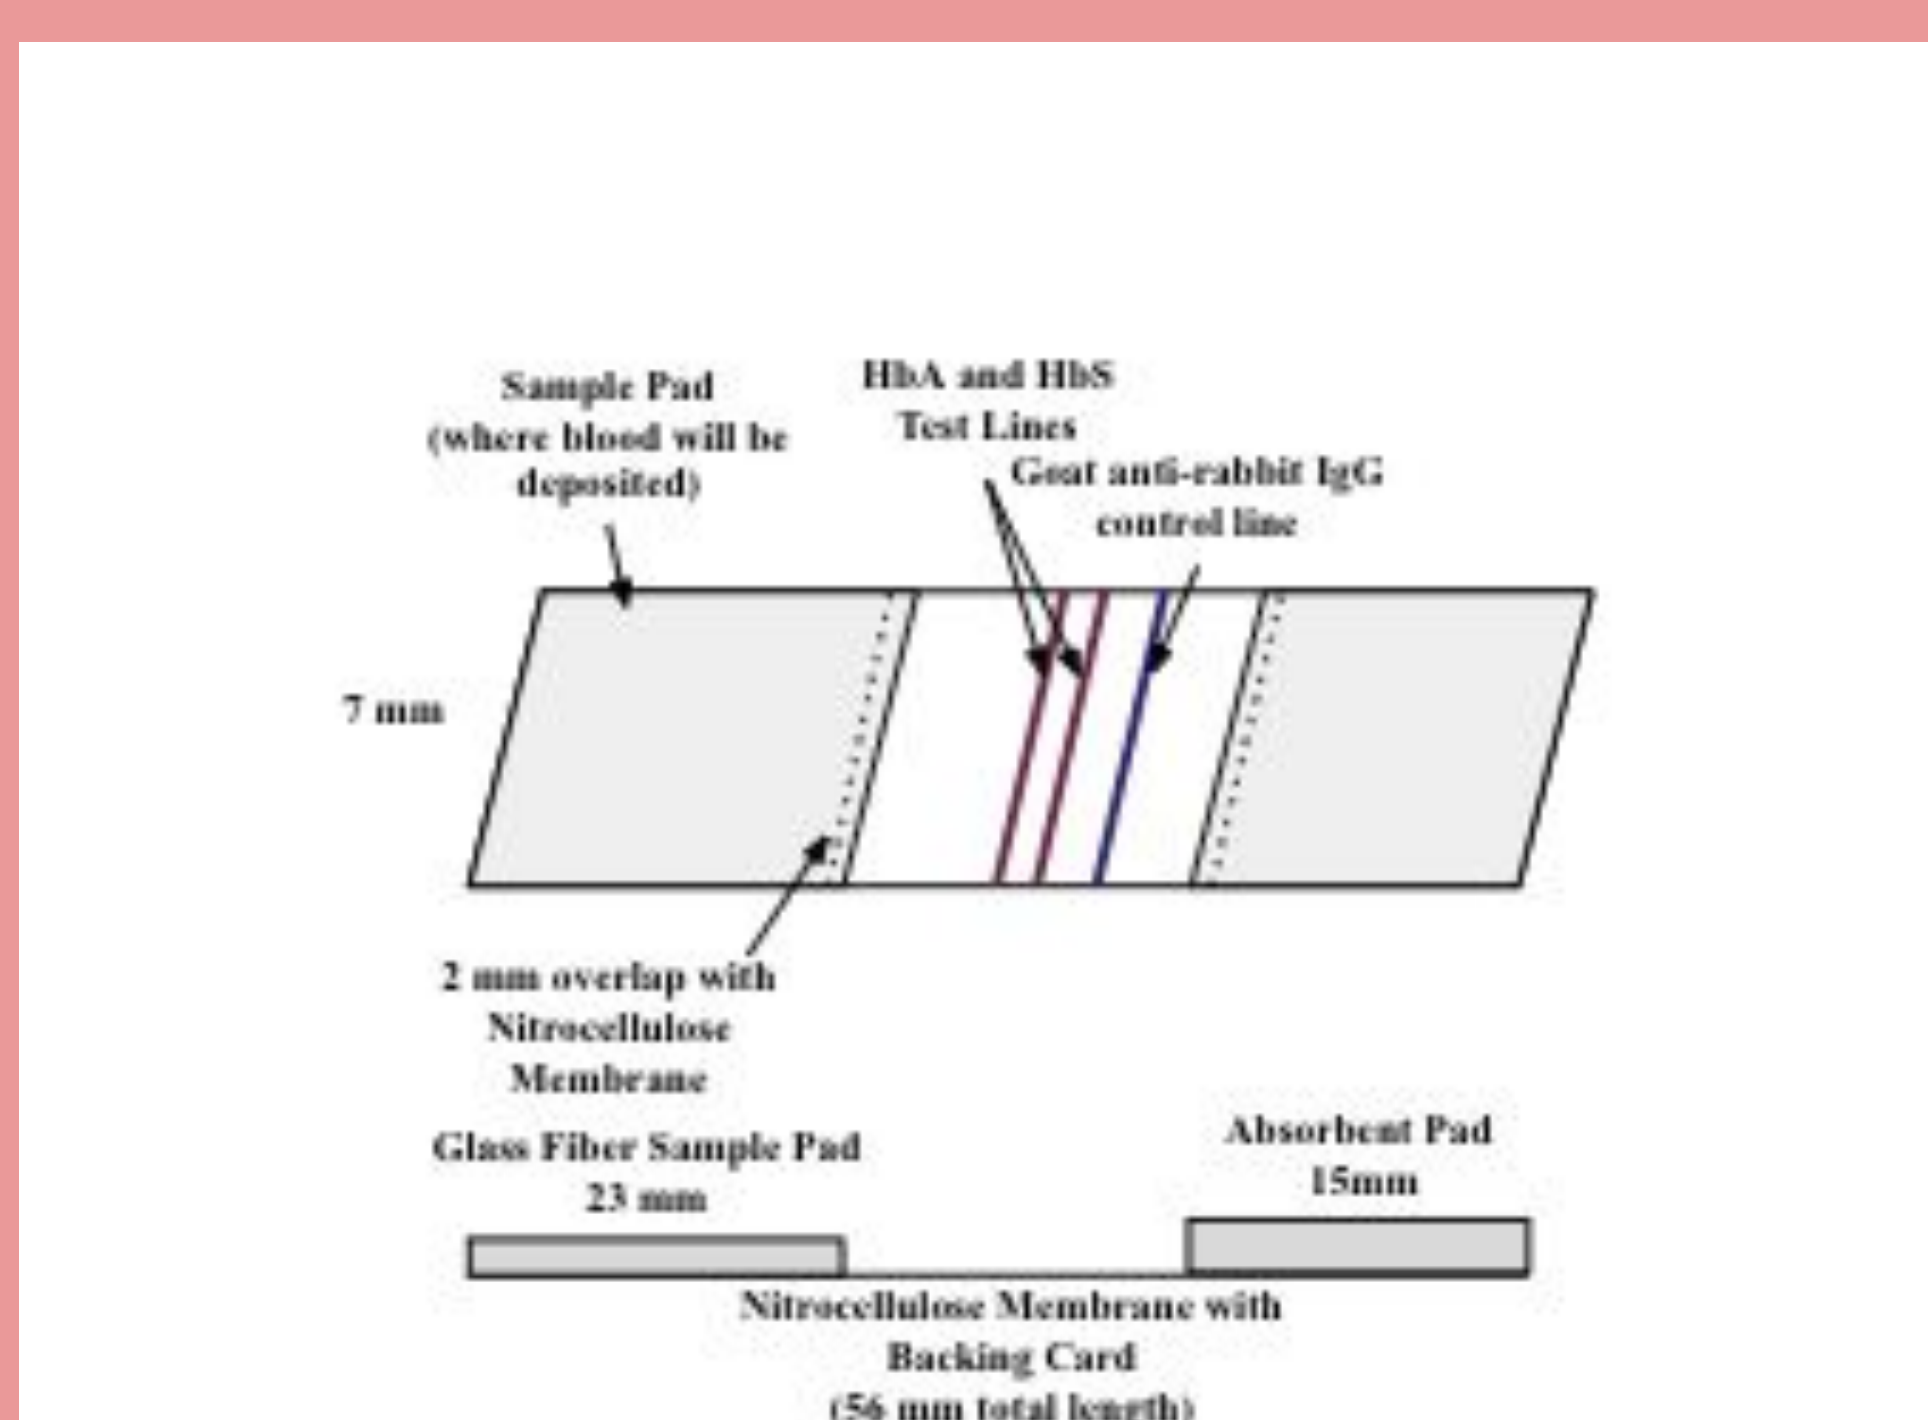 Sample Pad
(where blood will be
deposited)
HbA and HbS
Test Lines
Goat anti-rabbit IgG
control line
7 mm
2 mm overlap with
Nitrocellulose
Membrane
Glass Fiber Sample Pad
23 mm
Absorbent Pad
15mm
Nitrocellulose Membrane with
Backing Card
(56 mm total length)